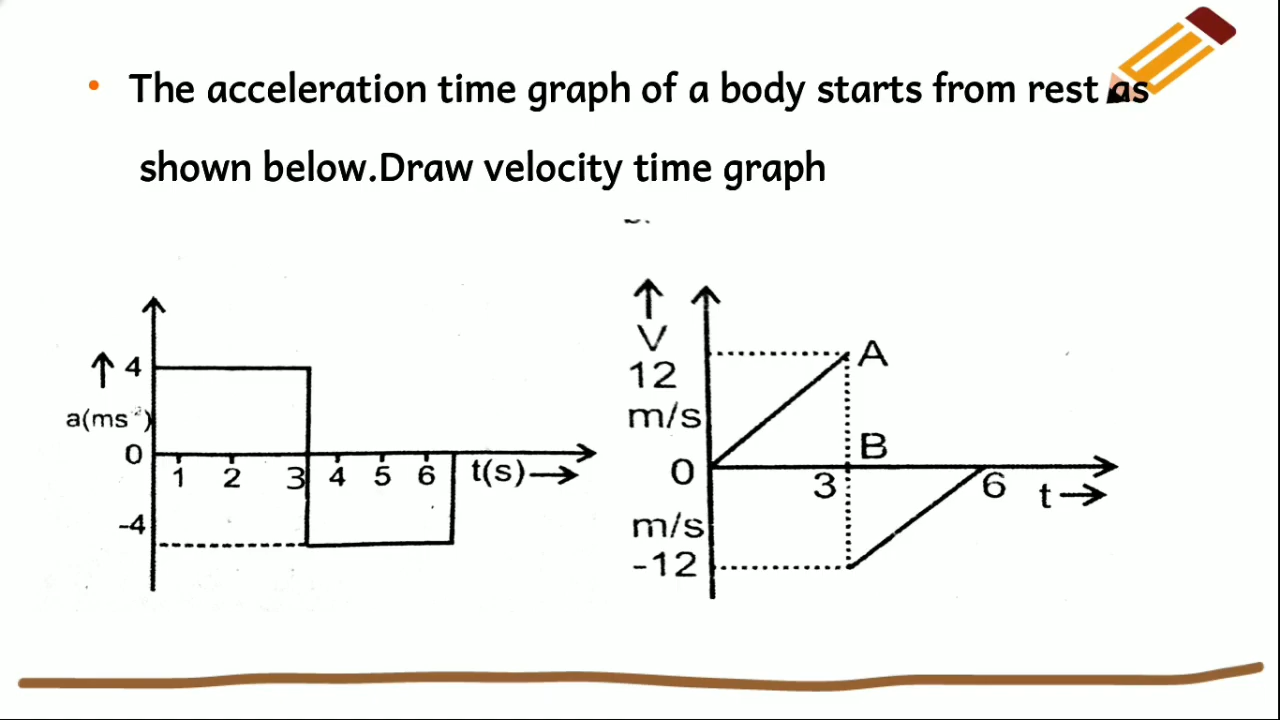 • The acceleration time graph of a body starts from rest as
shown below.Draw velocity time graph
4
a(ms⁻²)
0
1 2 3 4 5 6 t(s)
-4
V
12
m/s
A
B
0
3
6
t
m/s
-12